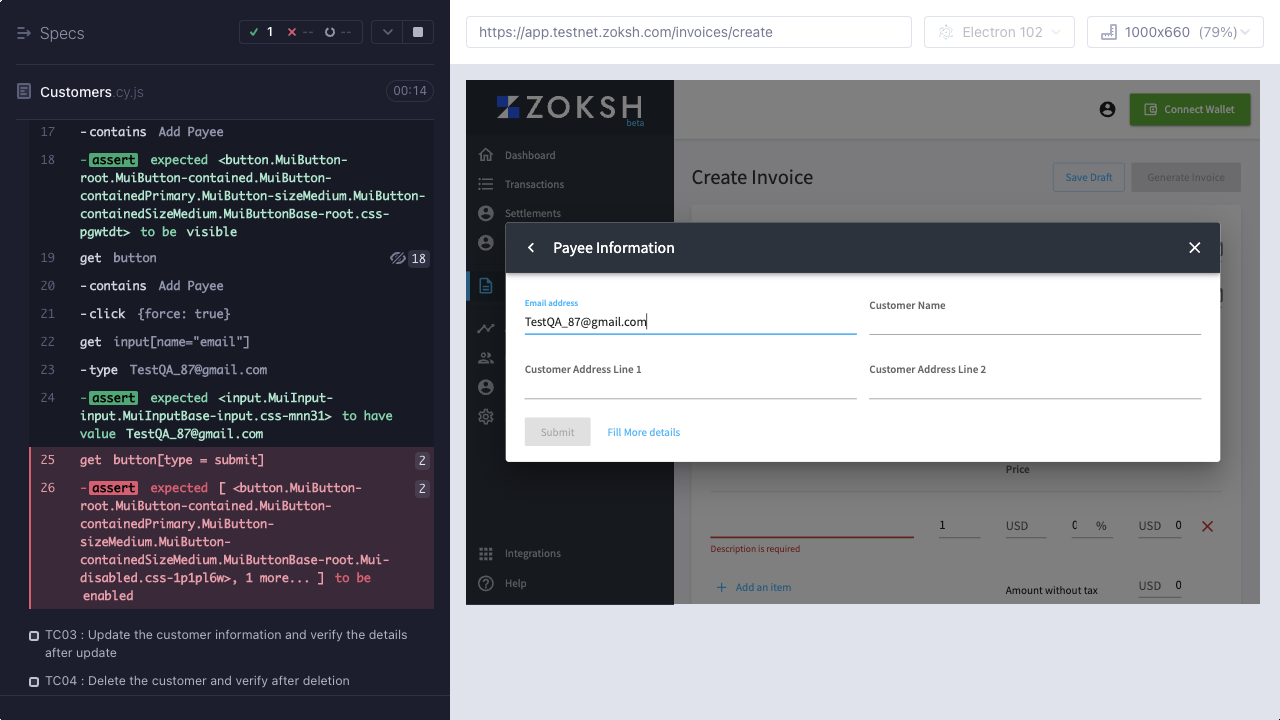 Specs
1 -- --
Customers.cy.js
00:14
17 -contains Add Payee
18 -assert expected <button.MuiButton-
root.MuiButton-contained.MuiButton-
containedPrimary.MuiButton-sizeMedium.MuiButton-
containedSizeMedium.MuiButtonBase-root.css-
pgwtdt> to be visible
19 get button 18
20 -contains Add Payee
21 -click {force: true}
22 get input[name="email"]
23 -type TestQA_87@gmail.com
24 -assert expected <input.MuiInput-
input.MuiInputBase-input.css-mnn31> to have
value TestQA_87@gmail.com
25 get button[type = submit] 2
26 -assert expected [ <button.MuiButton- 2
root.MuiButton-contained.MuiButton-
containedPrimary.MuiButton-
sizeMedium.MuiButton-
containedSizeMedium.MuiButtonBase-root.Mui-
disabled.css-1p1pl6w>, 1 more... ] to be
enabled
TC03 : Update the customer information and verify the details
after update
TC04 : Delete the customer and verify after deletion
https://app.testnet.zoksh.com/invoices/create
Electron 102
1000x660 (79%)
ZOKSH
beta
Connect Wallet
Dashboard
Transactions
Settlements
Integrations
Help
Create Invoice
Save Draft
Generate Invoice
Payee Information
Email address
TestQA_87@gmail.com
Customer Name
Customer Address Line 1
Customer Address Line 2
Submit
Fill More details
Price
1 USD 0 % USD 0
Description is required
Add an item
Amount without tax USD 0